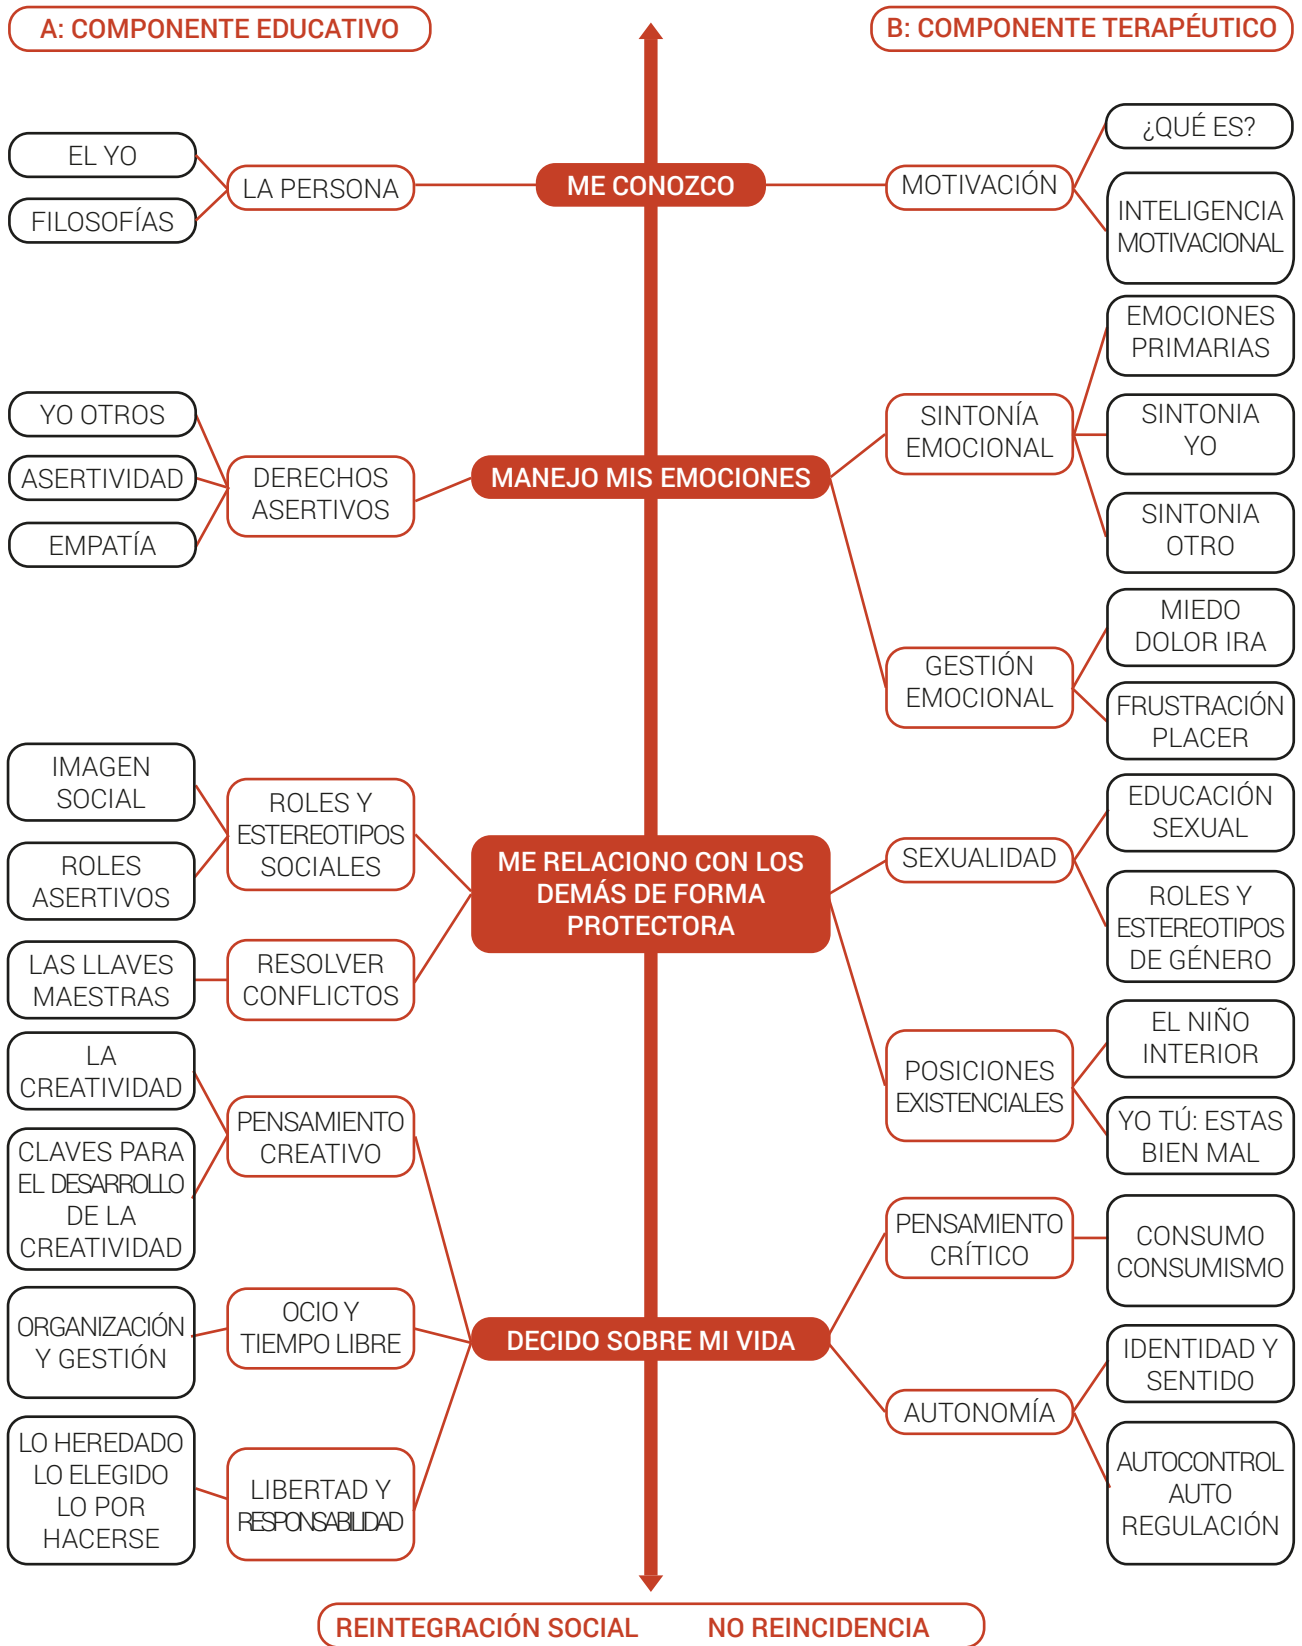 A: COMPONENTE EDUCATIVO
B: COMPONENTE TERAPÉUTICO
EL YO
FILOSOFÍAS
LA PERSONA
ME CONOZCO
MOTIVACIÓN
¿QUÉ ES?
INTELIGENCIA
MOTIVACIONAL
YO OTROS
ASERTIVIDAD
EMPATÍA
DERECHOS
ASERTIVOS
MANEJO MIS EMOCIONES
SINTONÍA
EMOCIONAL
EMOCIONES
PRIMARIAS
SINTONIA
YO
SINTONIA
OTRO
GESTIÓN
EMOCIONAL
MIEDO
DOLOR IRA
FRUSTRACIÓN
PLACER
IMAGEN
SOCIAL
ROLES
ASERTIVOS
ROLES Y
ESTEREOTIPOS
SOCIALES
LAS LLAVES
MAESTRAS
RESOLVER
CONFLICTOS
ME RELACIONO CON LOS
DEMÁS DE FORMA
PROTECTORA
SEXUALIDAD
EDUCACIÓN
SEXUAL
ROLES Y
ESTEREOTIPOS
DE GÉNERO
POSICIONES
EXISTENCIALES
EL NIÑO
INTERIOR
YO TÚ: ESTAS
BIEN MAL
LA
CREATIVIDAD
CLAVES PARA
EL DESARROLLO
DE LA
CREATIVIDAD
PENSAMIENTO
CREATIVO
ORGANIZACIÓN
Y GESTIÓN
OCIO Y
TIEMPO LIBRE
LO HEREDADO
LO ELEGIDO
LO POR
HACERSE
LIBERTAD Y
RESPONSABILIDAD
DECIDO SOBRE MI VIDA
PENSAMIENTO
CRÍTICO
CONSUMO
CONSUMISMO
AUTONOMÍA
IDENTIDAD Y
SENTIDO
AUTOCONTROL
AUTO
REGULACIÓN
REINTEGRACIÓN SOCIAL NO REINCIDENCIA